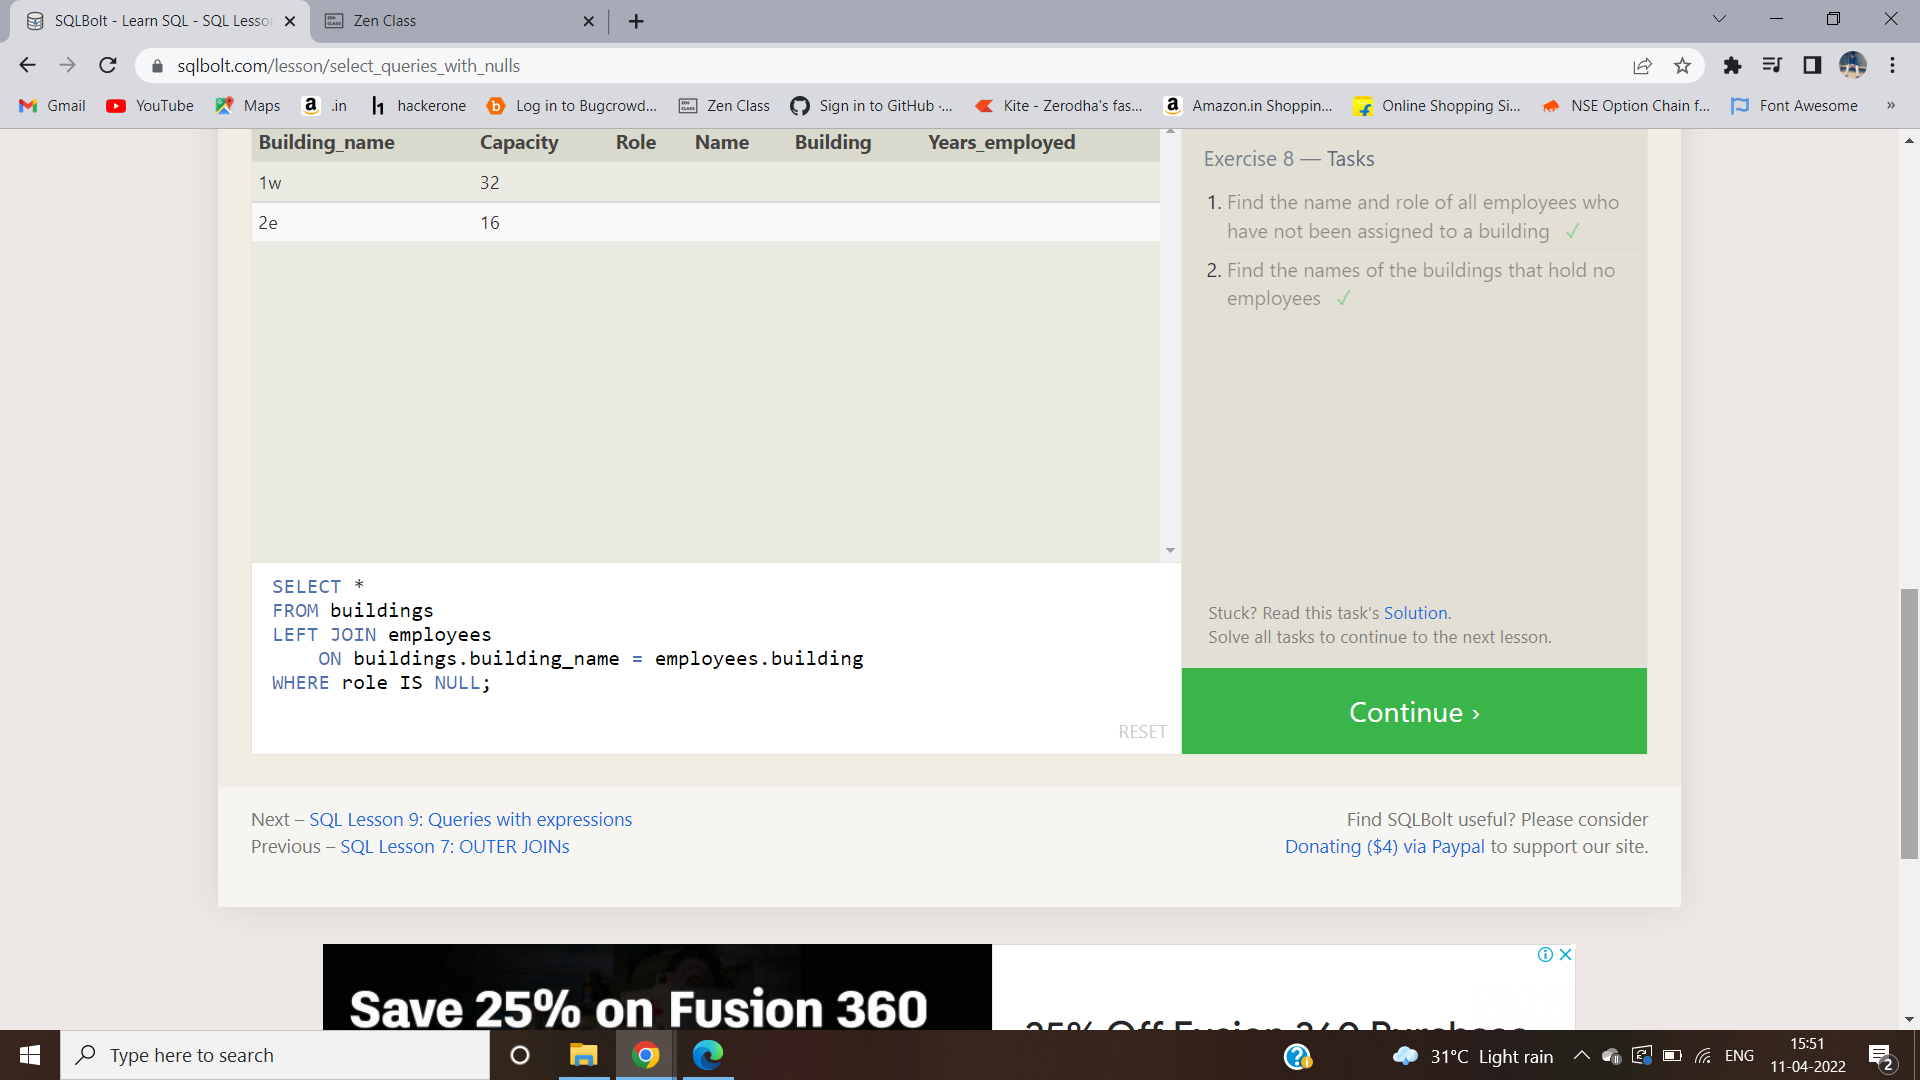 SQLBolt - Learn SQL - SQL Lesson
Zen Class
sqlbolt.com/lesson/select_queries_with_nulls
Gmail
YouTube
Maps
.in
hackerone
Log in to Bugcrowd...
Zen Class
Sign in to GitHub ·...
Kite - Zerodha's fas...
Amazon.in Shoppin...
Online Shopping Si...
NSE Option Chain f...
Font Awesome
»
Building_name Capacity Role Name Building Years_employed
1w 32
2e 16
SELECT *
FROM buildings
LEFT JOIN employees
ON buildings.building_name = employees.building
WHERE role IS NULL;
RESET
Exercise 8 — Tasks
1. Find the name and role of all employees who
have not been assigned to a building ✓
2. Find the names of the buildings that hold no
employees ✓
Stuck? Read this task's Solution.
Solve all tasks to continue to the next lesson.
Continue ›
Next – SQL Lesson 9: Queries with expressions
Previous – SQL Lesson 7: OUTER JOINs
Find SQLBolt useful? Please consider
Donating ($4) via Paypal to support our site.
Save 25% on Fusion 360
25% Off Fusion 360 Purchase
Type here to search
31°C Light rain
ENG
15:51
11-04-2022
2